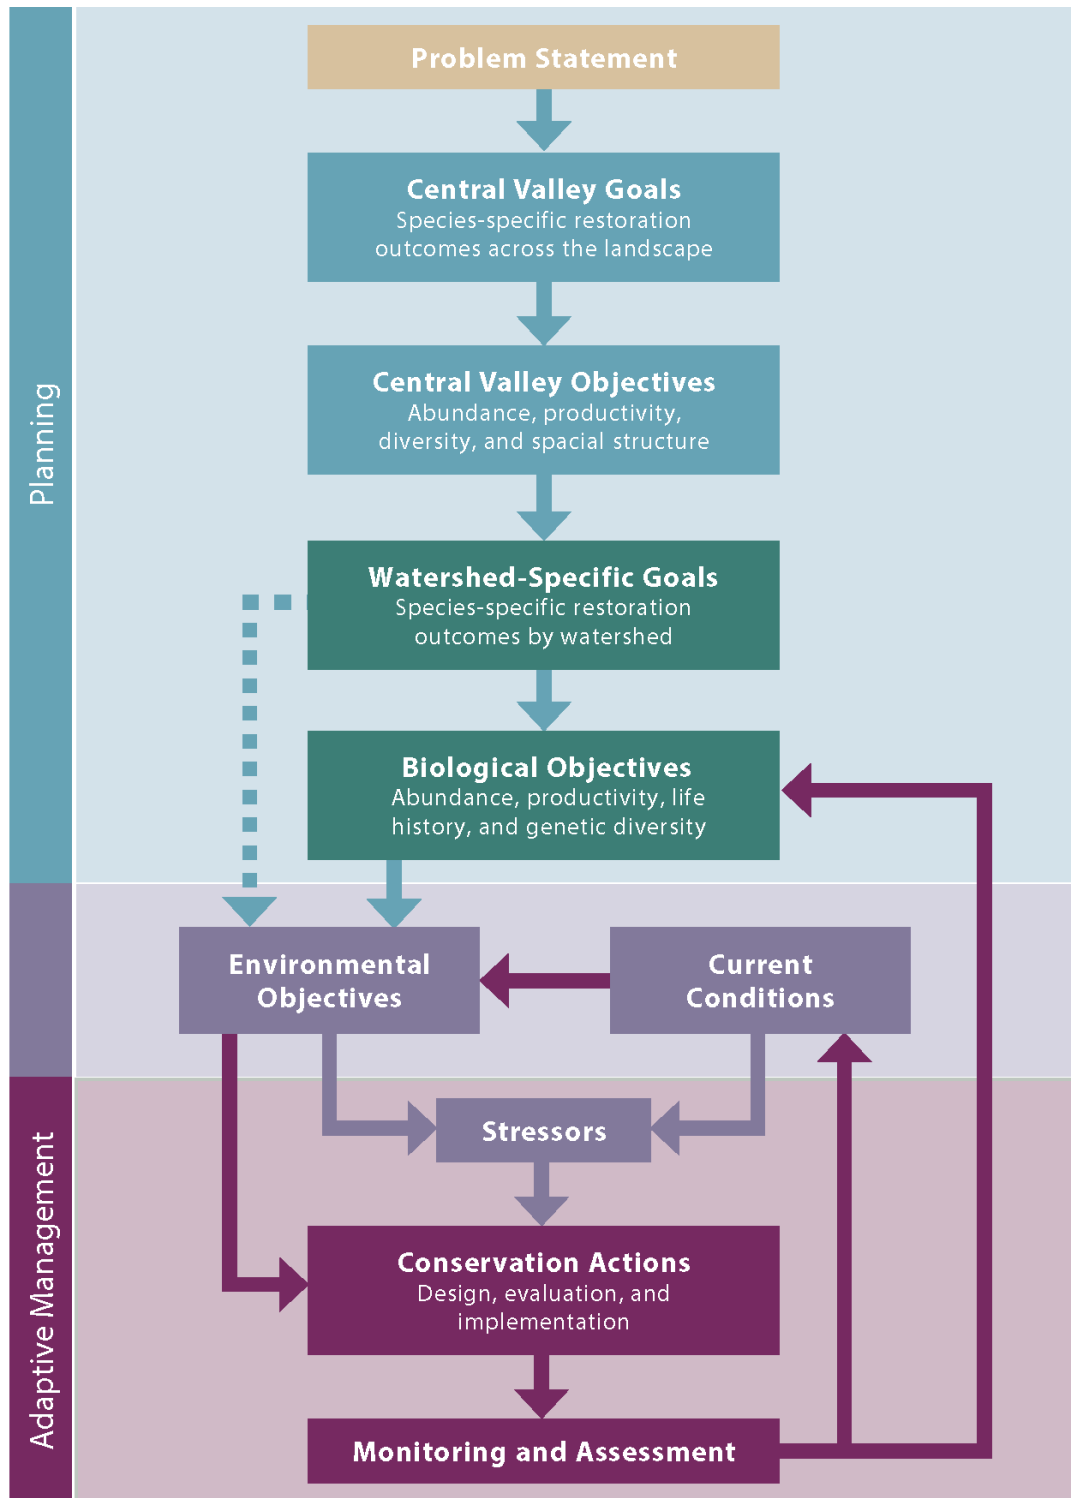 Planning
Problem Statement
Central Valley Goals
Species-specific restoration
outcomes across the landscape
Central Valley Objectives
Abundance, productivity,
diversity, and spacial structure
Watershed-Specific Goals
Species-specific restoration
outcomes by watershed
Biological Objectives
Abundance, productivity, life
history, and genetic diversity
Environmental
Objectives
Current
Conditions
Adaptive Management
Stressors
Conservation Actions
Design, evaluation, and
implementation
Monitoring and Assessment